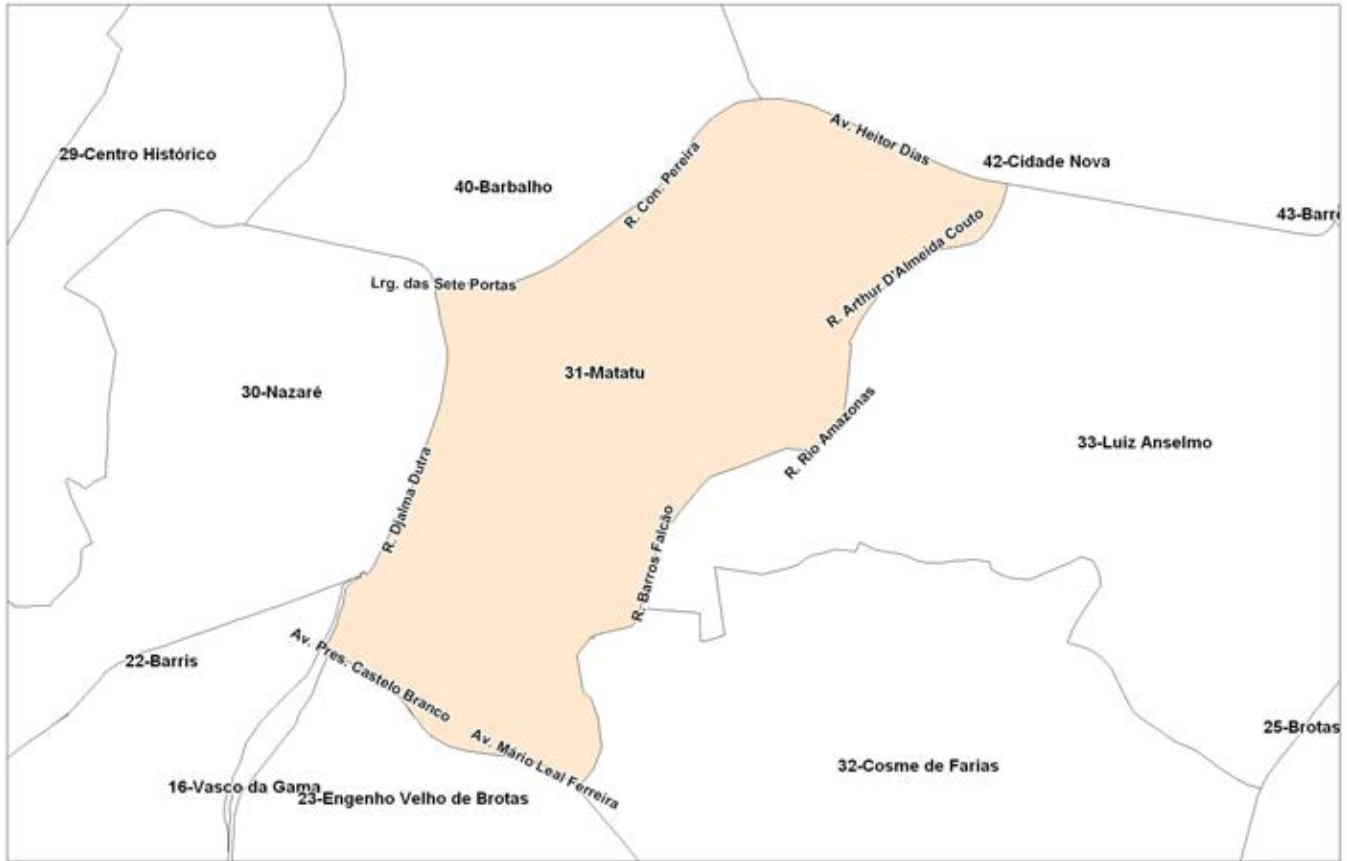 Av. Heitor Dias
29-Centro Histórico
42-Cidade Nova
R. Con. Pereira
40-Barbalho
43-Barr
R. Arthur D'Almeida Couto
Lrg. das Sete Portas
31-Matatu
30-Nazaré
R. Rio Amazonas
33-Luiz Anselmo
R. Djalma Dutra
R. Barros Falcão
22-Barris
Av. Pres. Castelo Branco
25-Brotas
Av. Mário Leal Ferreira
32-Cosme de Farias
16-Vasco da Gama
23-Engenho Velho de Brotas